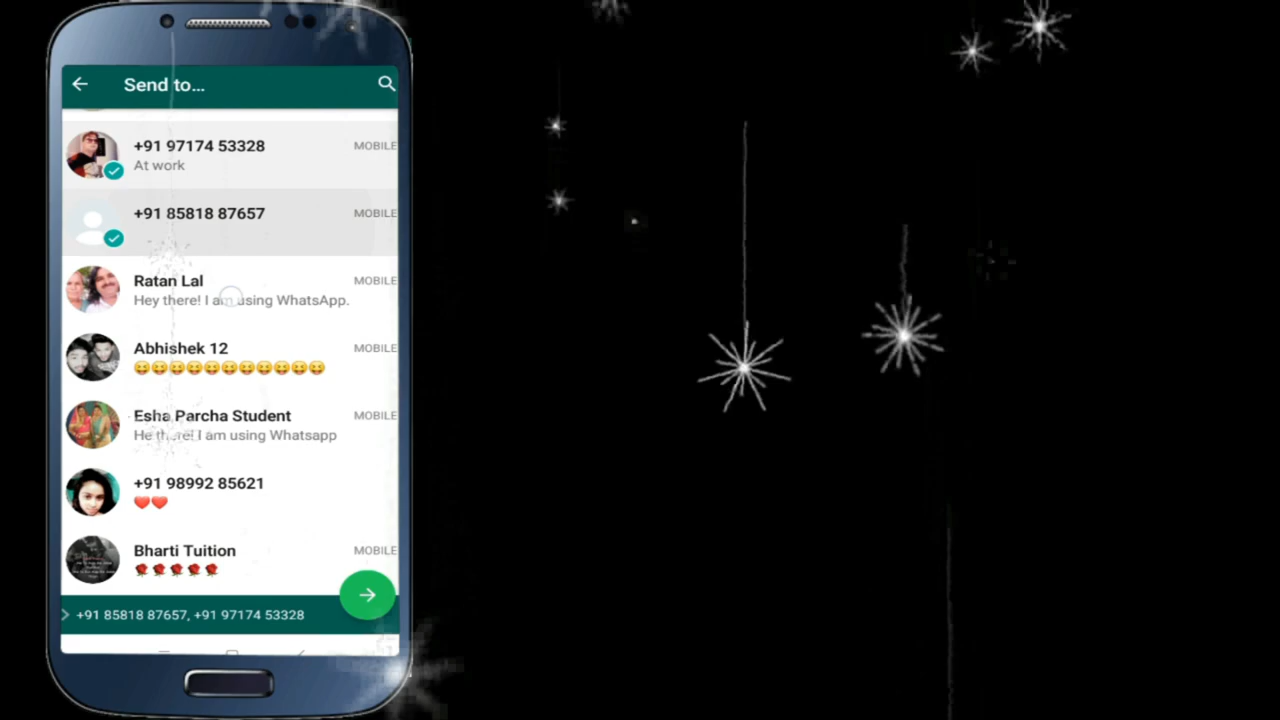 Send to...
+91 97174 53328 MOBILE
At work
+91 85818 87657 MOBILE
Ratan Lal MOBILE
Hey there! I am using WhatsApp.
Abhishek 12 MOBILE
😝😝😝😝😝😝😝😝😝😝😝
Esha Parcha Student MOBILE
He there! I am using Whatsapp
+91 98992 85621
❤️❤️
Bharti Tuition MOBILE
🌹🌹🌹🌹🌹
+91 85818 87657, +91 97174 53328